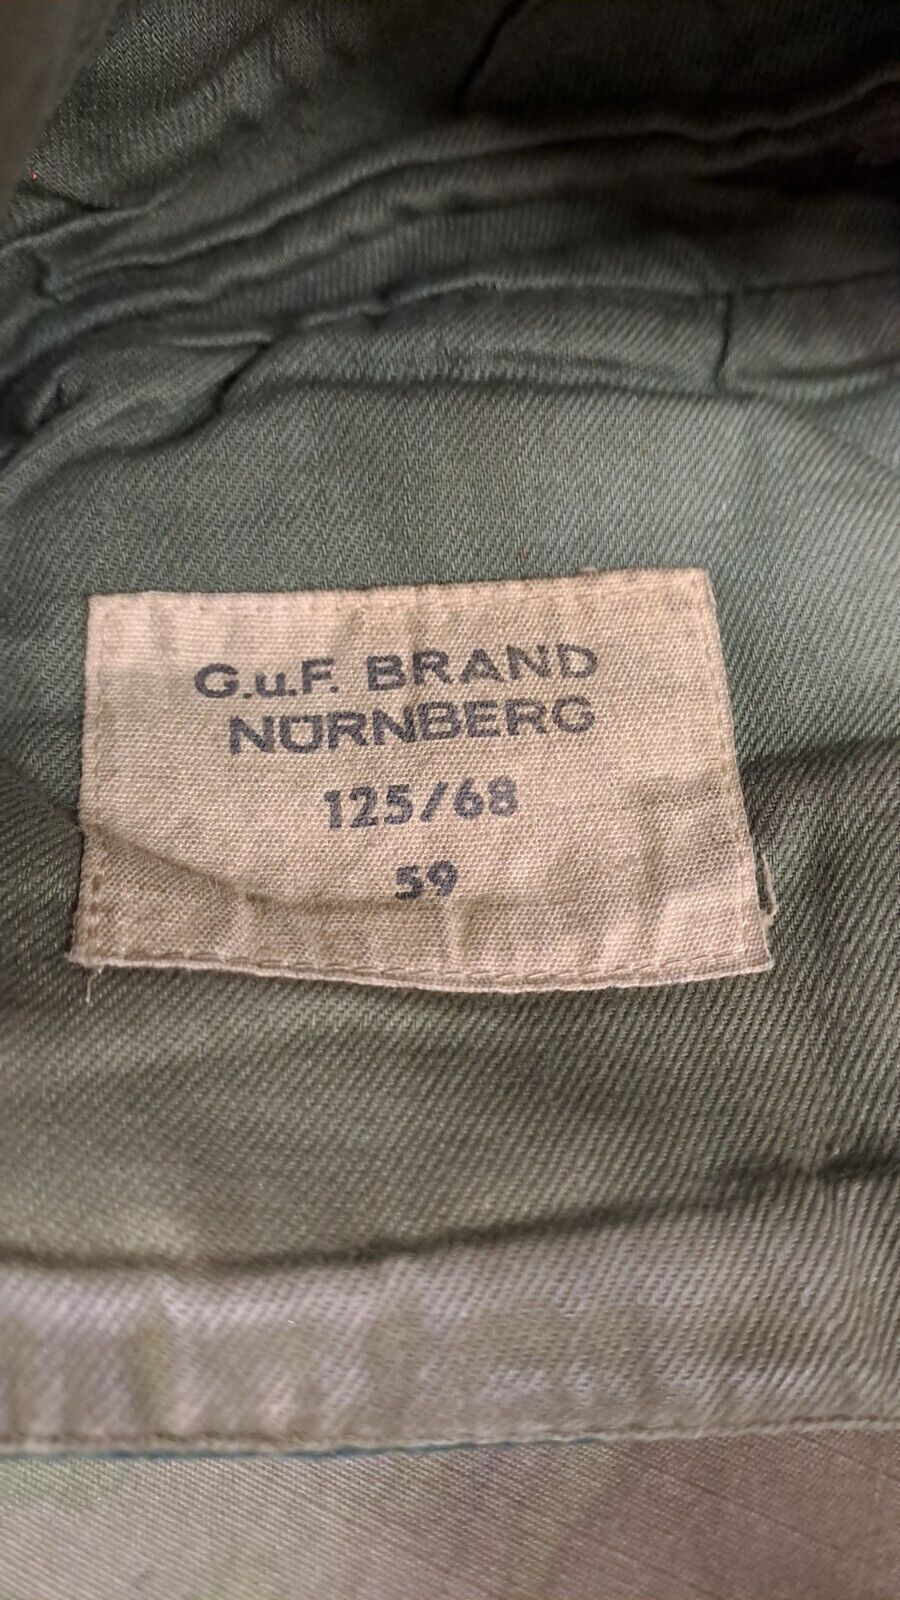 G.u.F. BRAND
NÜRNBERG
125/68
59